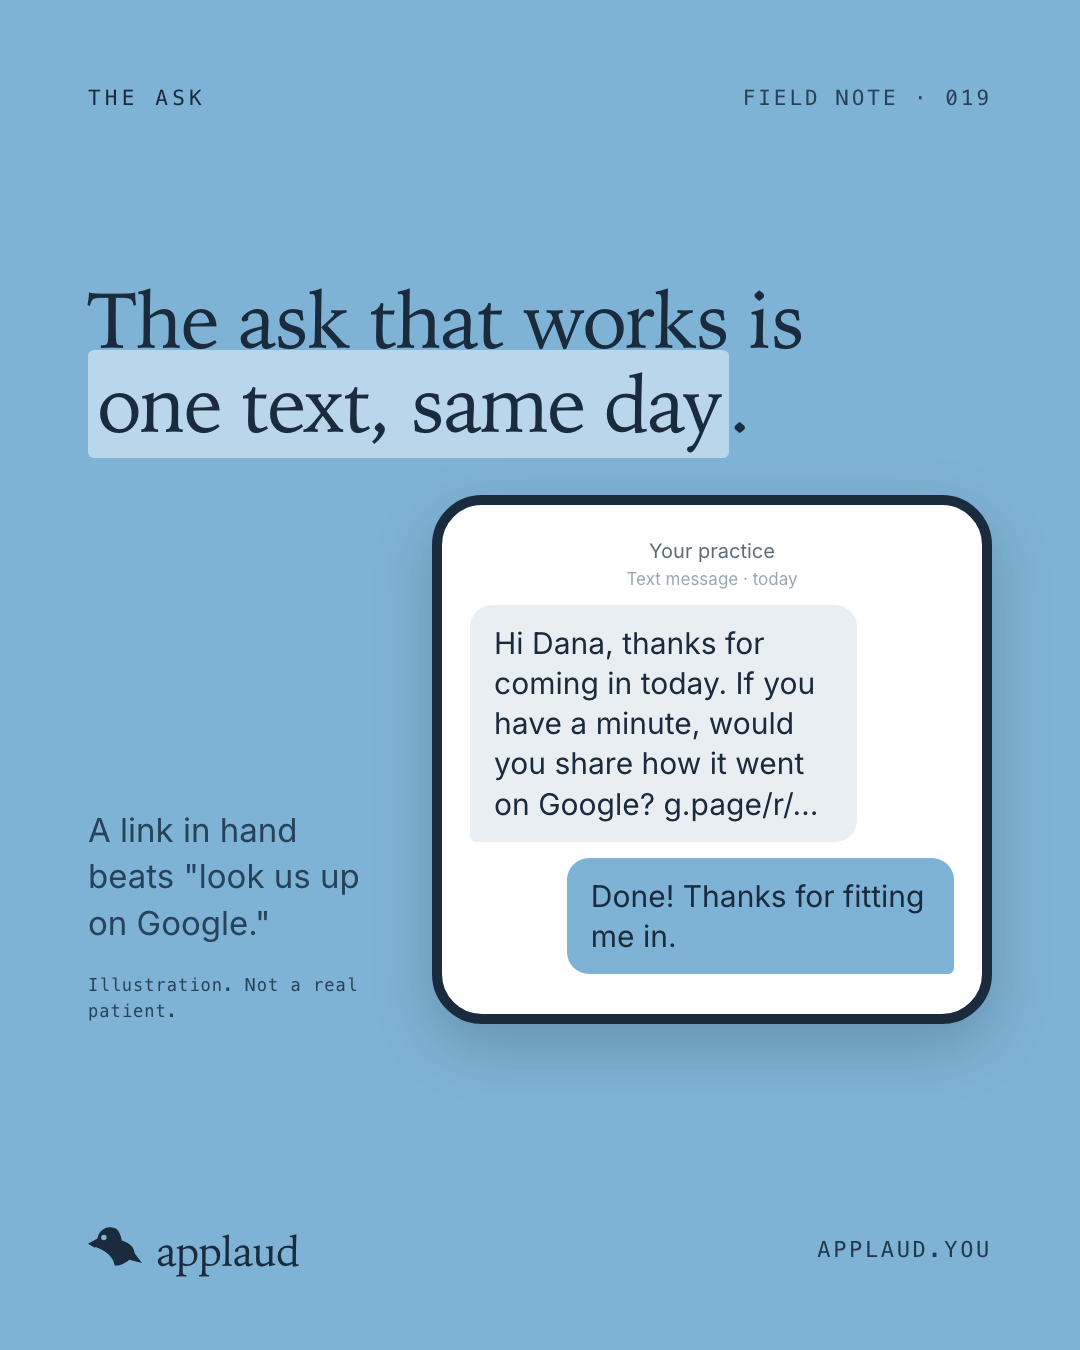 THE ASK
FIELD NOTE · 019
The ask that works is
one text, same day.
Your practice
Text message · today
Hi Dana, thanks for
coming in today. If you
have a minute, would
you share how it went
on Google? g.page/r/...
Done! Thanks for fitting
me in.
A link in hand
beats "look us up
on Google."
Illustration. Not a real
patient.
applaud
APPLAUD.YOU